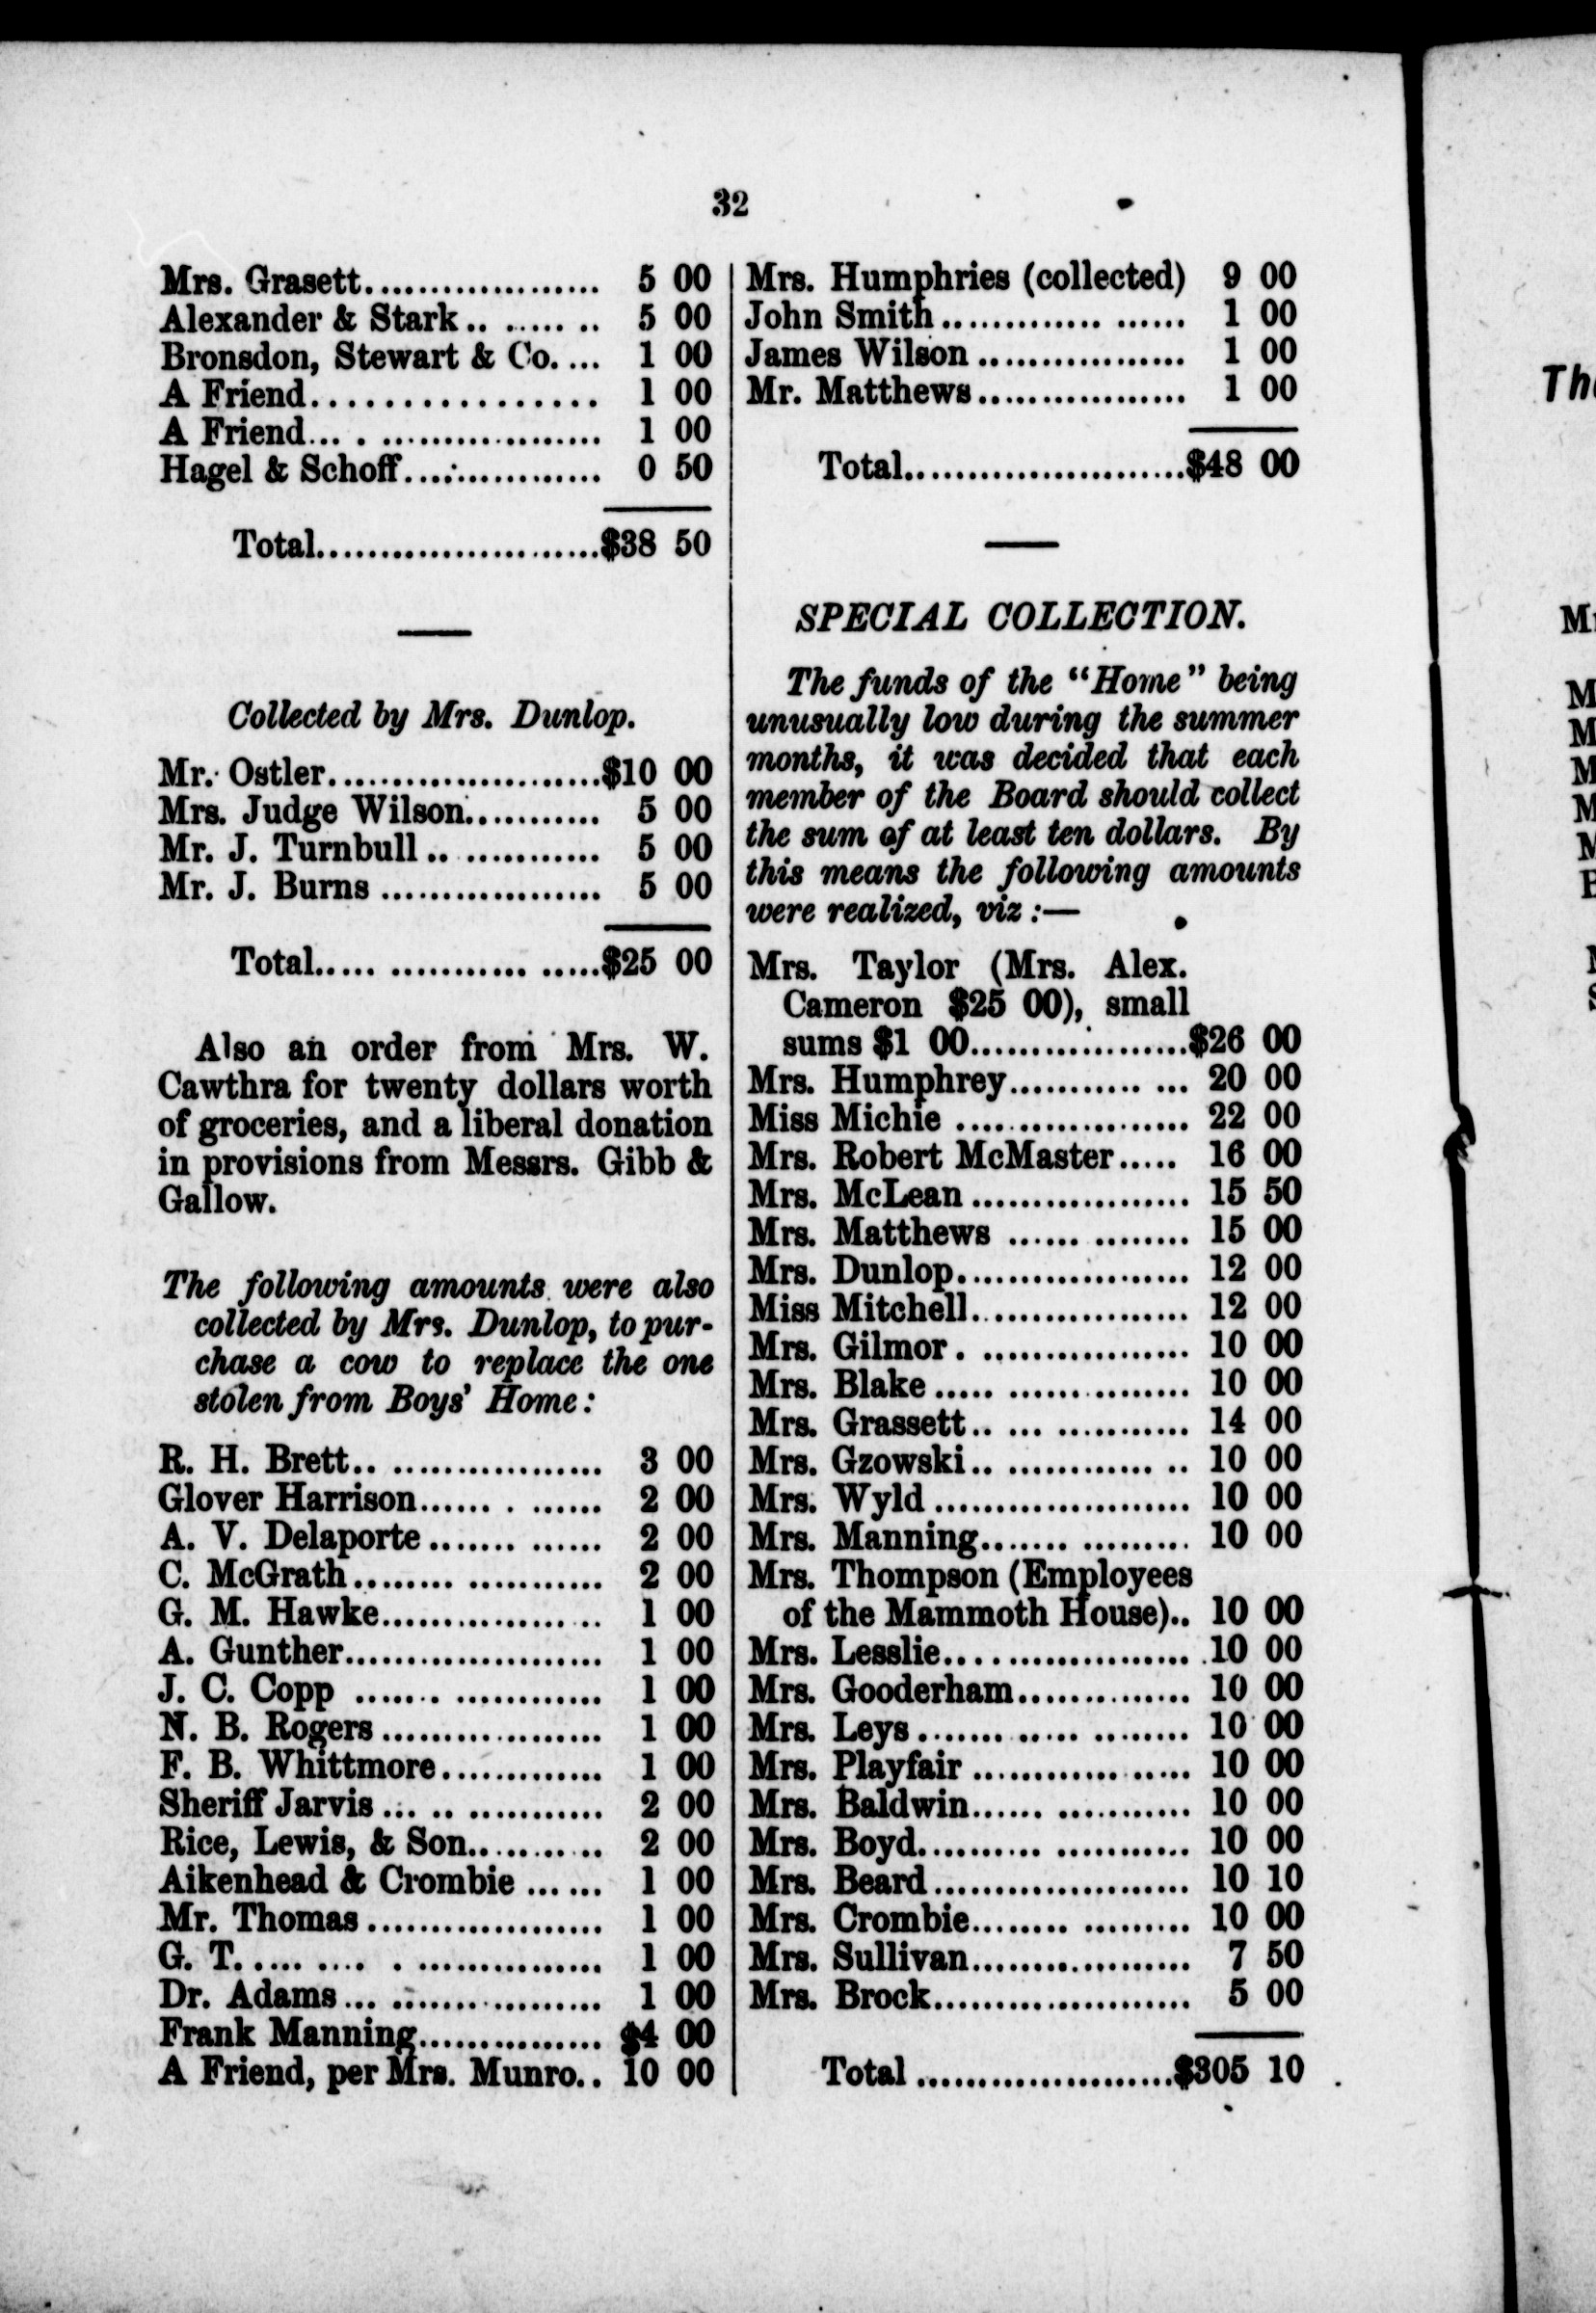 32
Mrs. Grasett................... 5 00
Alexander & Stark.. ...... .. 5 00
Bronsdon, Stewart & Co. ... 1 00
A Friend................. 1 00
A Friend... . .................. 1 00
Hagel & Schoff................ 0 50
Total........................$38 50
Collected by Mrs. Dunlop.
Mr. Ostler......................$10 00
Mrs. Judge Wilson........... 5 00
Mr. J. Turnbull .. ............ 5 00
Mr. J. Burns .................. 5 00
Total..... ............ .....$25 00
Also an order from Mrs. W.
Cawthra for twenty dollars worth
of groceries, and a liberal donation
in provisions from Messrs. Gibb &
Gallow.
The following amounts were also
collected by Mrs. Dunlop, to pur-
chase a cow to replace the one
stolen from Boys' Home:
R. H. Brett.. ................. 3 00
Glover Harrison...... . ...... 2 00
A. V. Delaporte ....... ...... 2 00
C. McGrath........ ........... 2 00
G. M. Hawke.................. 1 00
A. Gunther..................... 1 00
J. C. Copp ....... ............ 1 00
N. B. Rogers .................. 1 00
F. B. Whittmore............. 1 00
Sheriff Jarvis ... .. ........... 2 00
Rice, Lewis, & Son........... 2 00
Aikenhead & Crombie ...... 1 00
Mr. Thomas ................... 1 00
G. T..... .... . ............... 1 00
Dr. Adams ... ................. 1 00
Frank Manning............... $4 00
A Friend, per Mrs. Munro.. 10 00
Mrs. Humphries (collected) 9 00
John Smith ............. ...... 1 00
James Wilson ................. 1 00
Mr. Matthews................. 1 00
Total.......................$48 00
SPECIAL COLLECTION.
The funds of the "Home" being
unusually low during the summer
months, it was decided that each
member of the Board should collect
the sum of at least ten dollars. By
this means the following amounts
were realized, viz :—
Mrs. Taylor (Mrs. Alex.
Cameron $25 00), small
sums $1 00..................$26 00
Mrs. Humphrey........... ... 20 00
Miss Michie ................... 22 00
Mrs. Robert McMaster..... 16 00
Mrs. McLean .................. 15 50
Mrs. Matthews ...... ........ 15 00
Mrs. Dunlop................... 12 00
Miss Mitchell.................. 12 00
Mrs. Gilmor . ................. 10 00
Mrs. Blake ..... ............... 10 00
Mrs. Grassett.. ... ........... 14 00
Mrs. Gzowski.. ............ .. 10 00
Mrs. Wyld ..................... 10 00
Mrs. Manning....... ......... 10 00
Mrs. Thompson (Employees
of the Mammoth House).. 10 00
Mrs. Lesslie.................... 10 00
Mrs. Gooderham.............. 10 00
Mrs. Leys ....... ..... ........ 10 00
Mrs. Playfair ............ ..... 10 00
Mrs. Baldwin...... ........... 10 00
Mrs. Boyd.......... ........... 10 00
Mrs. Beard ..................... 10 10
Mrs. Crombie........ ......... 10 00
Mrs. Sullivan.................. 7 50
Mrs. Brock..................... 5 00
Total .....................$305 10